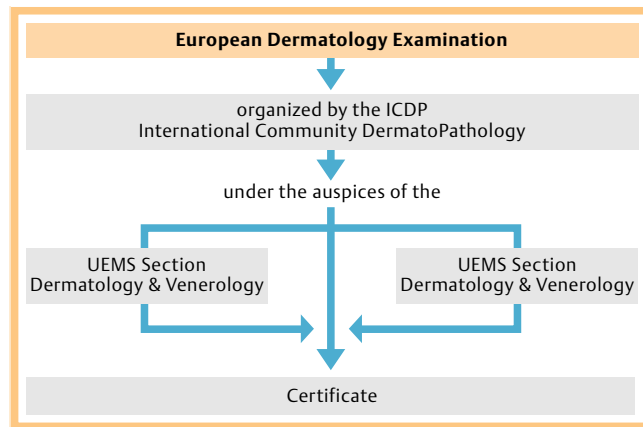 European Dermatology Examination
organized by the ICDP
International Community DermatoPathology
under the auspices of the
UEMS Section
Dermatology & Venerology
UEMS Section
Dermatology & Venerology
Certificate